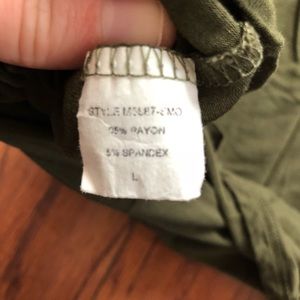 STYLE
95% RAYON
5% SPANDEX
L